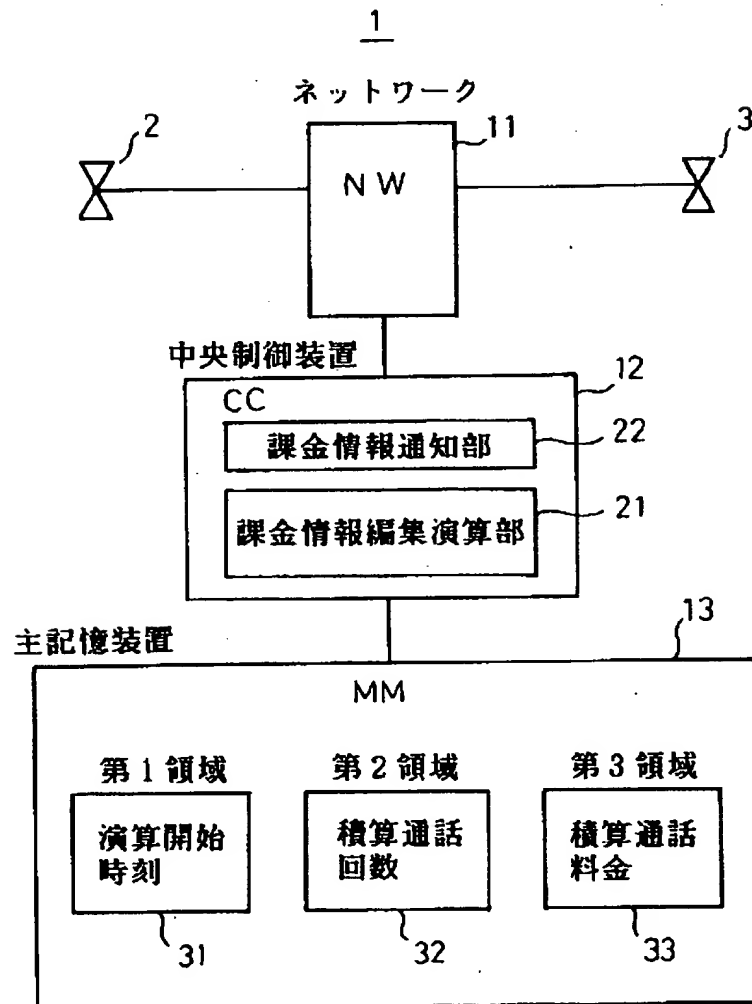 1
ネットワーク
2
11
3
NW
中央制御装置
12
CC
課金情報通知部
22
課金情報編集演算部
21
主記憶装置
13
MM
第1領域
第2領域
第3領域
演算開始
時刻
積算通話
回数
積算通話
料金
31
32
33